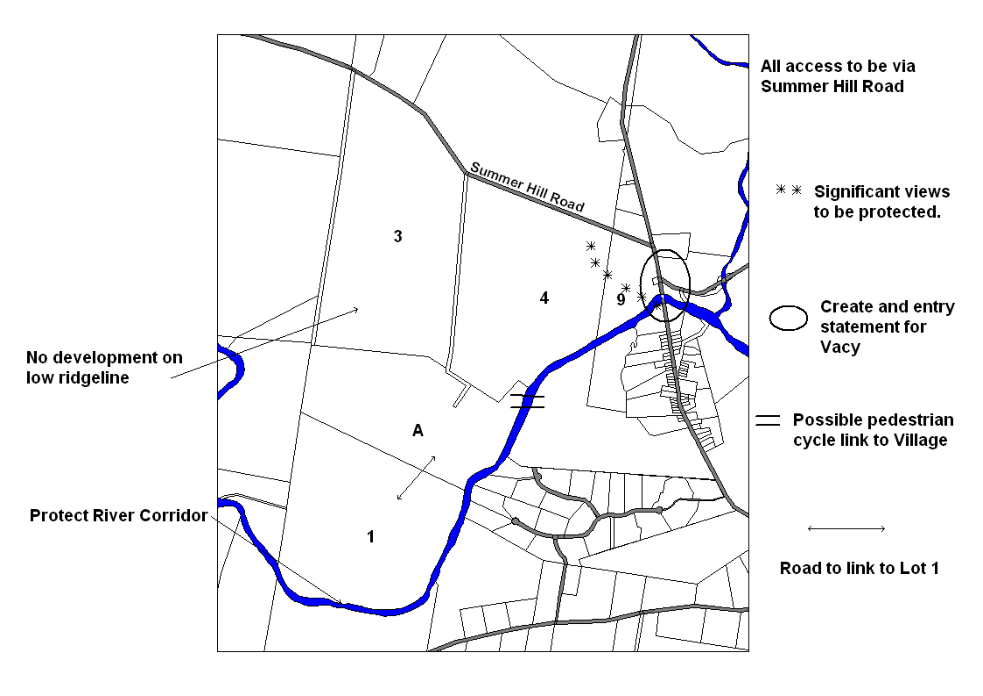 All access to be via
Summer Hill Road
Summer Hill Road
Significant views
to be protected.
3
4
9
Create and entry
statement for
Vacy
No development on
low ridgeline
Possible pedestrian
cycle link to Village
A
Protect River Corridor
1
Road to link to Lot 1